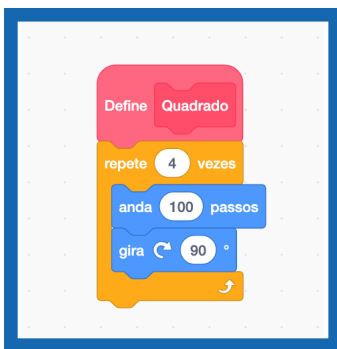 Define Quadrado
repete 4 vezes
anda 100 passos
gira 90 °